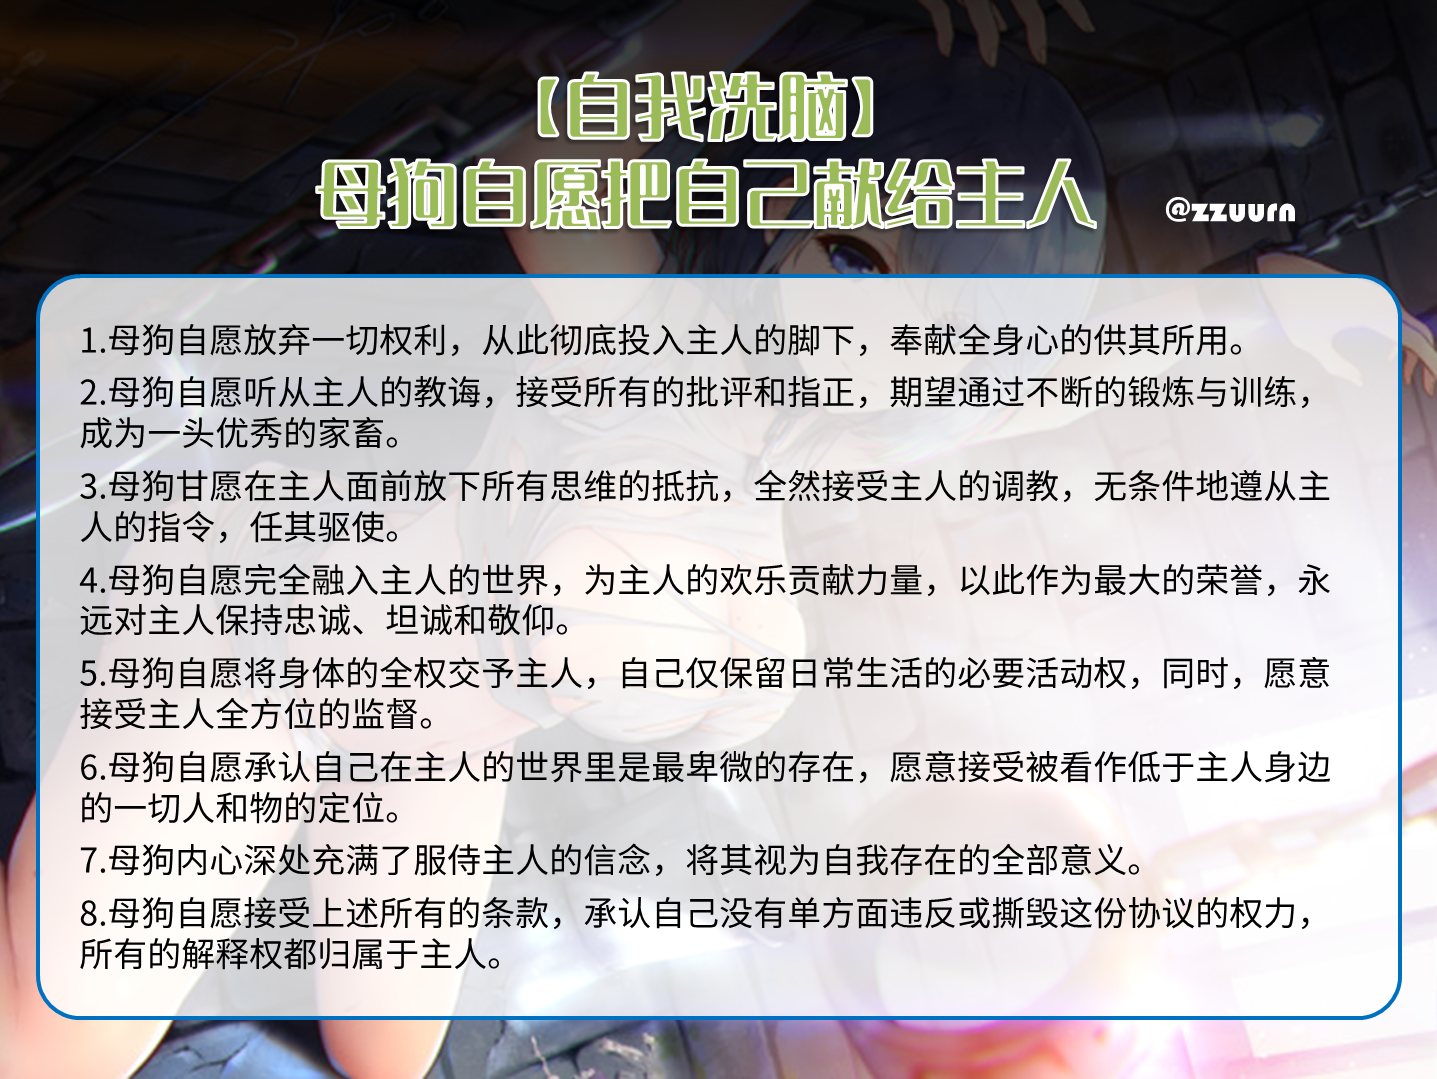 【自我洗脑】
母狗自愿把自己献给主人
@zzuurn
1.母狗自愿放弃一切权利，从此彻底投入主人的脚下，奉献全身心的供其所用。
2.母狗自愿听从主人的教诲，接受所有的批评和指正，期望通过不断的锻炼与训练，
成为一头优秀的家畜。
3.母狗甘愿在主人面前放下所有思维的抵抗，全然接受主人的调教，无条件地遵从主
人的指令，任其驱使。
4.母狗自愿完全融入主人的世界，为主人的欢乐贡献力量，以此作为最大的荣誉，永
远对主人保持忠诚、坦诚和敬仰。
5.母狗自愿将身体的全权交予主人，自己仅保留日常生活的必要活动权，同时，愿意
接受主人全方位的监督。
6.母狗自愿承认自己在主人的世界里是最卑微的存在，愿意接受被看作低于主人身边
的一切人和物的定位。
7.母狗内心深处充满了服侍主人的信念，将其视为自我存在的全部意义。
8.母狗自愿接受上述所有的条款，承认自己没有单方面违反或撕毁这份协议的权力，
所有的解释权都归属于主人。